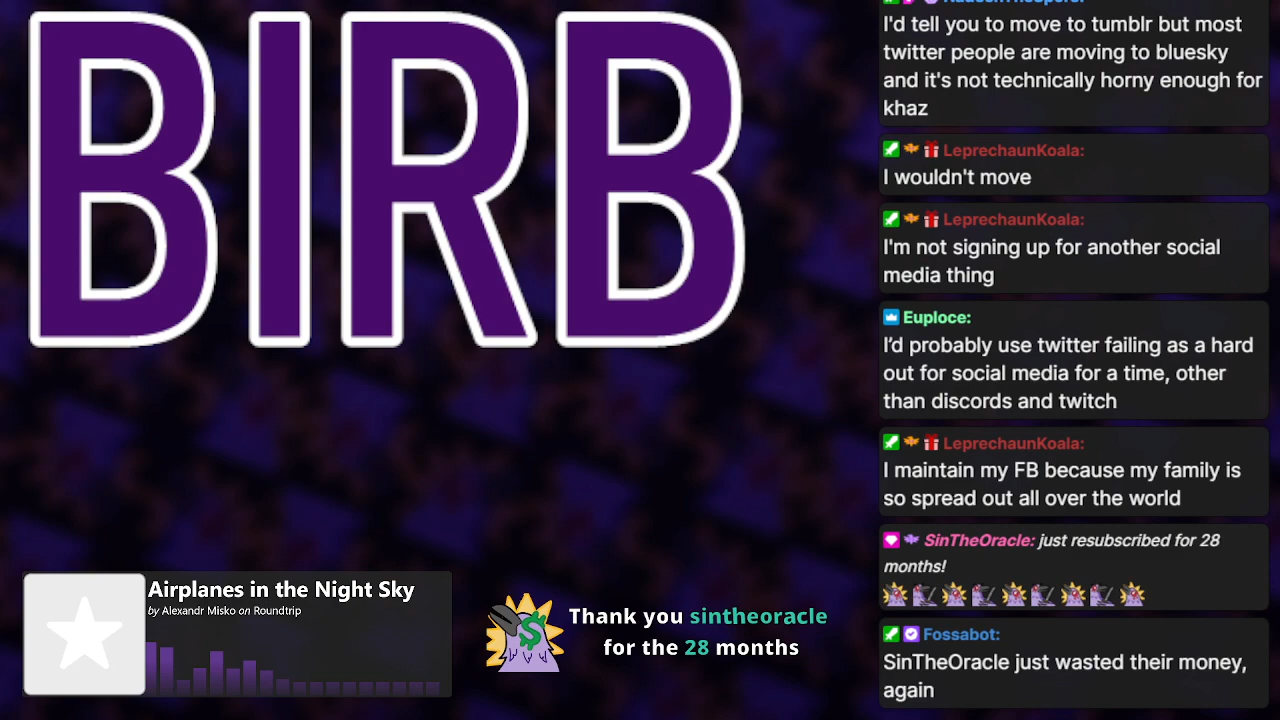 BIRB
I'd tell you to move to tumblr but most
twitter people are moving to bluesky
and it's not technically horny enough for
khaz
LeprechaunKoala:
I wouldn't move
LeprechaunKoala:
I'm not signing up for another social
media thing
Euploce:
I'd probably use twitter failing as a hard
out for social media for a time, other
than discords and twitch
LeprechaunKoala:
I maintain my FB because my family is
so spread out all over the world
SinTheOracle: just resubscribed for 28
months!
Fossabot:
SinTheOracle just wasted their money,
again
Airplanes in the Night Sky
by Alexandr Misko on Roundtrip
Thank you sintheoracle
for the 28 months